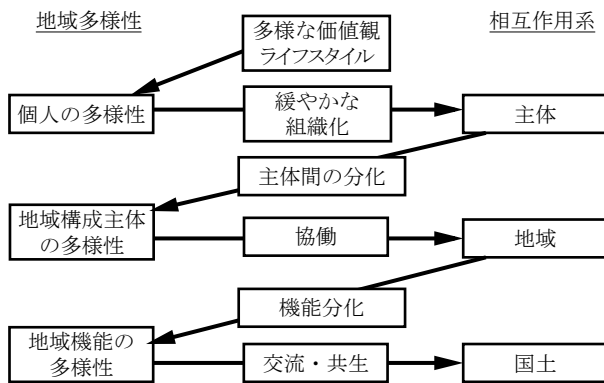 地域多様性
相互作用系
多様な価値観
ライフスタイル
個人の多様性
緩やかな
組織化
主体
主体間の分化
地域構成主体
の多様性
協働
地域
機能分化
地域機能の
多様性
交流・共生
国土